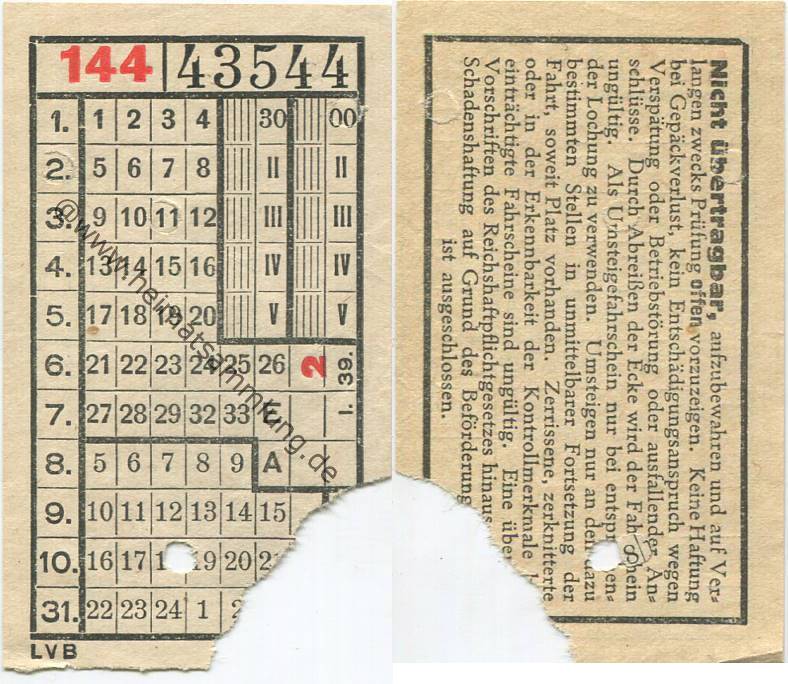 144 43544
1. 1 2 3 4 30 00
2. 5 6 7 8 II II
3. 9 10 11 12 III III
4. 13 14 15 16 IV IV
5. 17 18 19 20 V V
6. 21 22 23 24 25 26 2 I. 39.
7. 27 28 29 32 33 E
8. 5 6 7 8 9 A
9. 10 11 12 13 14 15
10. 16 17 19 20
31. 22 23 24 1
LVB
@www.heimatsammlung.de
Nicht übertragbar, aufzubewahren und auf Ver=
langen zwecks Prüfung offen vorzuzeigen. Keine Haftung
bei Gepäckverlust, kein Entschädigungsanspruch wegen
Verspätung oder Betriebstörung oder ausfallender An=
schlüsse. Durch Abreißen der Ecke wird der Fahrschein
ungültig. Als Umsteigefahrschein nur bei entsprechen=
der Lochung zu verwenden. Umsteigen nur an den dazu
bestimmten Stellen in unmittelbarer Fortsetzung der
Fahrt, soweit Platz vorhanden. Zerrissene, zerknitterte
oder in der Erkennbarkeit der Kontrollmerkmale
einträchtigte Fahrscheine sind ungültig. Eine über
Vorschriften des Reichshaftpflichtgesetzes hinaus
Schadenshaftung auf Grund des Beförderung
ist ausgeschlossen.
8